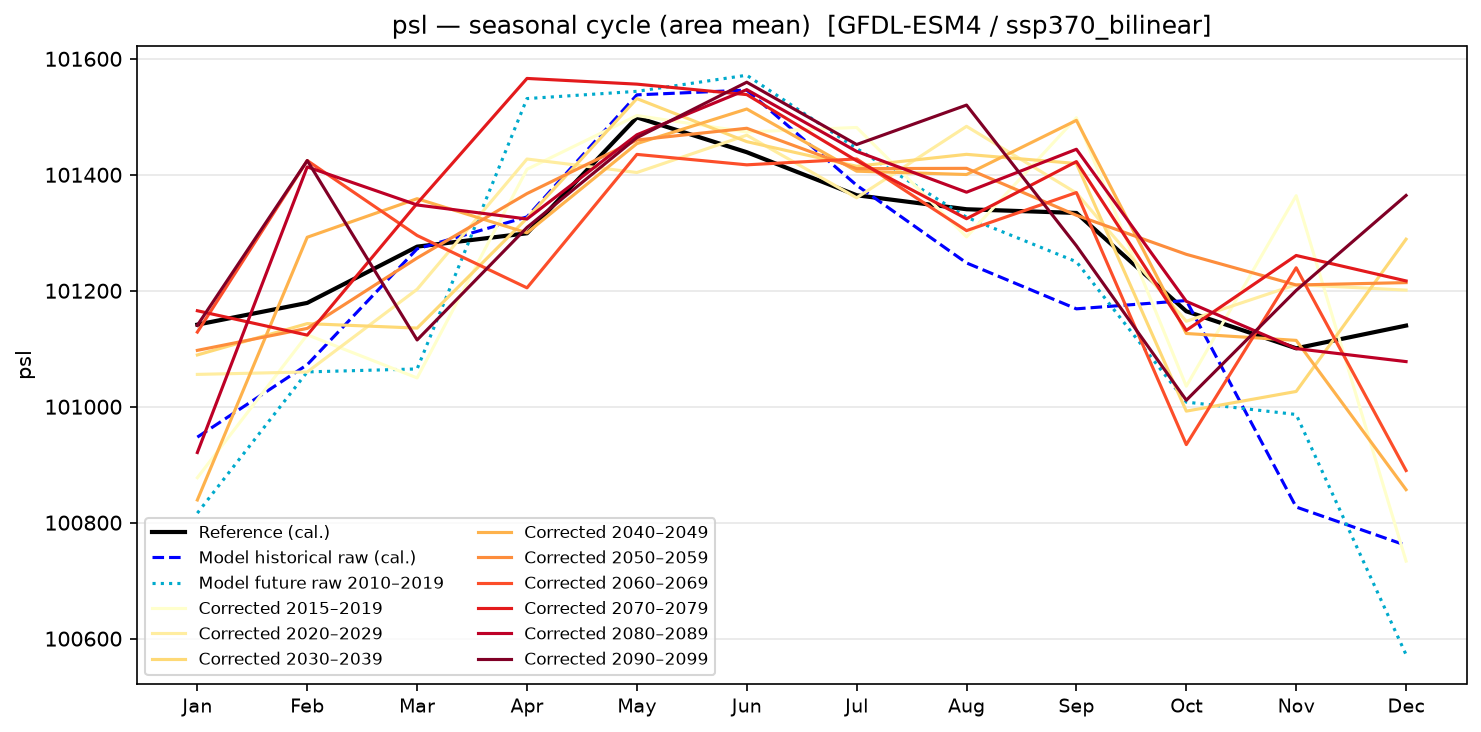 psl — seasonal cycle (area mean)  [GFDL-ESM4 / ssp370_bilinear]
101600
101400
101200
101000
100800
100600
psl
Reference (cal.)
Model historical raw (cal.)
Model future raw 2010–2019
Corrected 2015–2019
Corrected 2020–2029
Corrected 2030–2039
Corrected 2040–2049
Corrected 2050–2059
Corrected 2060–2069
Corrected 2070–2079
Corrected 2080–2089
Corrected 2090–2099
Jan Feb Mar Apr May Jun Jul Aug Sep Oct Nov Dec